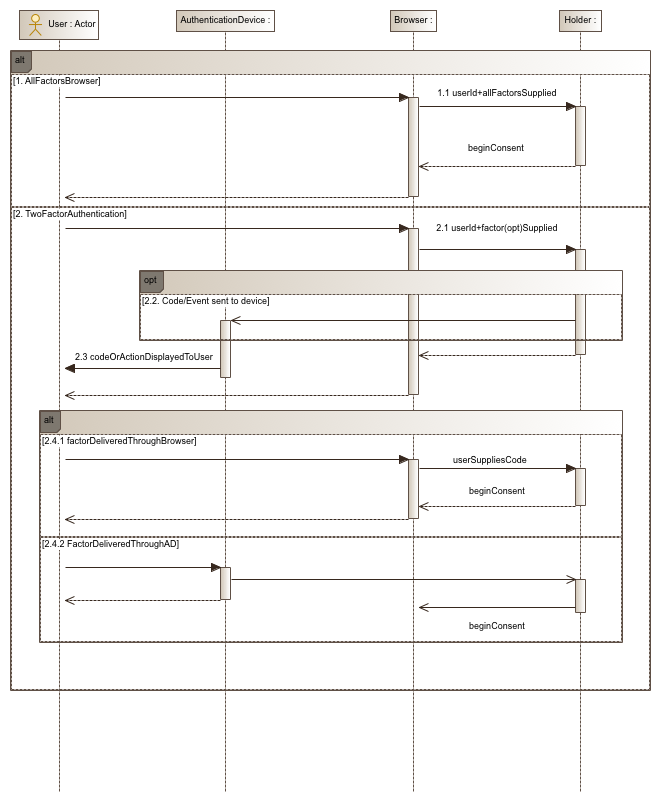 User : Actor
AuthenticationDevice :
Browser :
Holder :
alt
[1. AllFactorsBrowser]
1.1 userId+allFactorsSupplied
beginConsent
[2. TwoFactorAuthentication]
2.1 userId+factor(opt)Supplied
opt
[2.2. Code/Event sent to device]
2.3 codeOrActionDisplayedToUser
alt
[2.4.1 factorDeliveredThroughBrowser]
userSuppliesCode
beginConsent
[2.4.2 FactorDeliveredThroughAD]
beginConsent